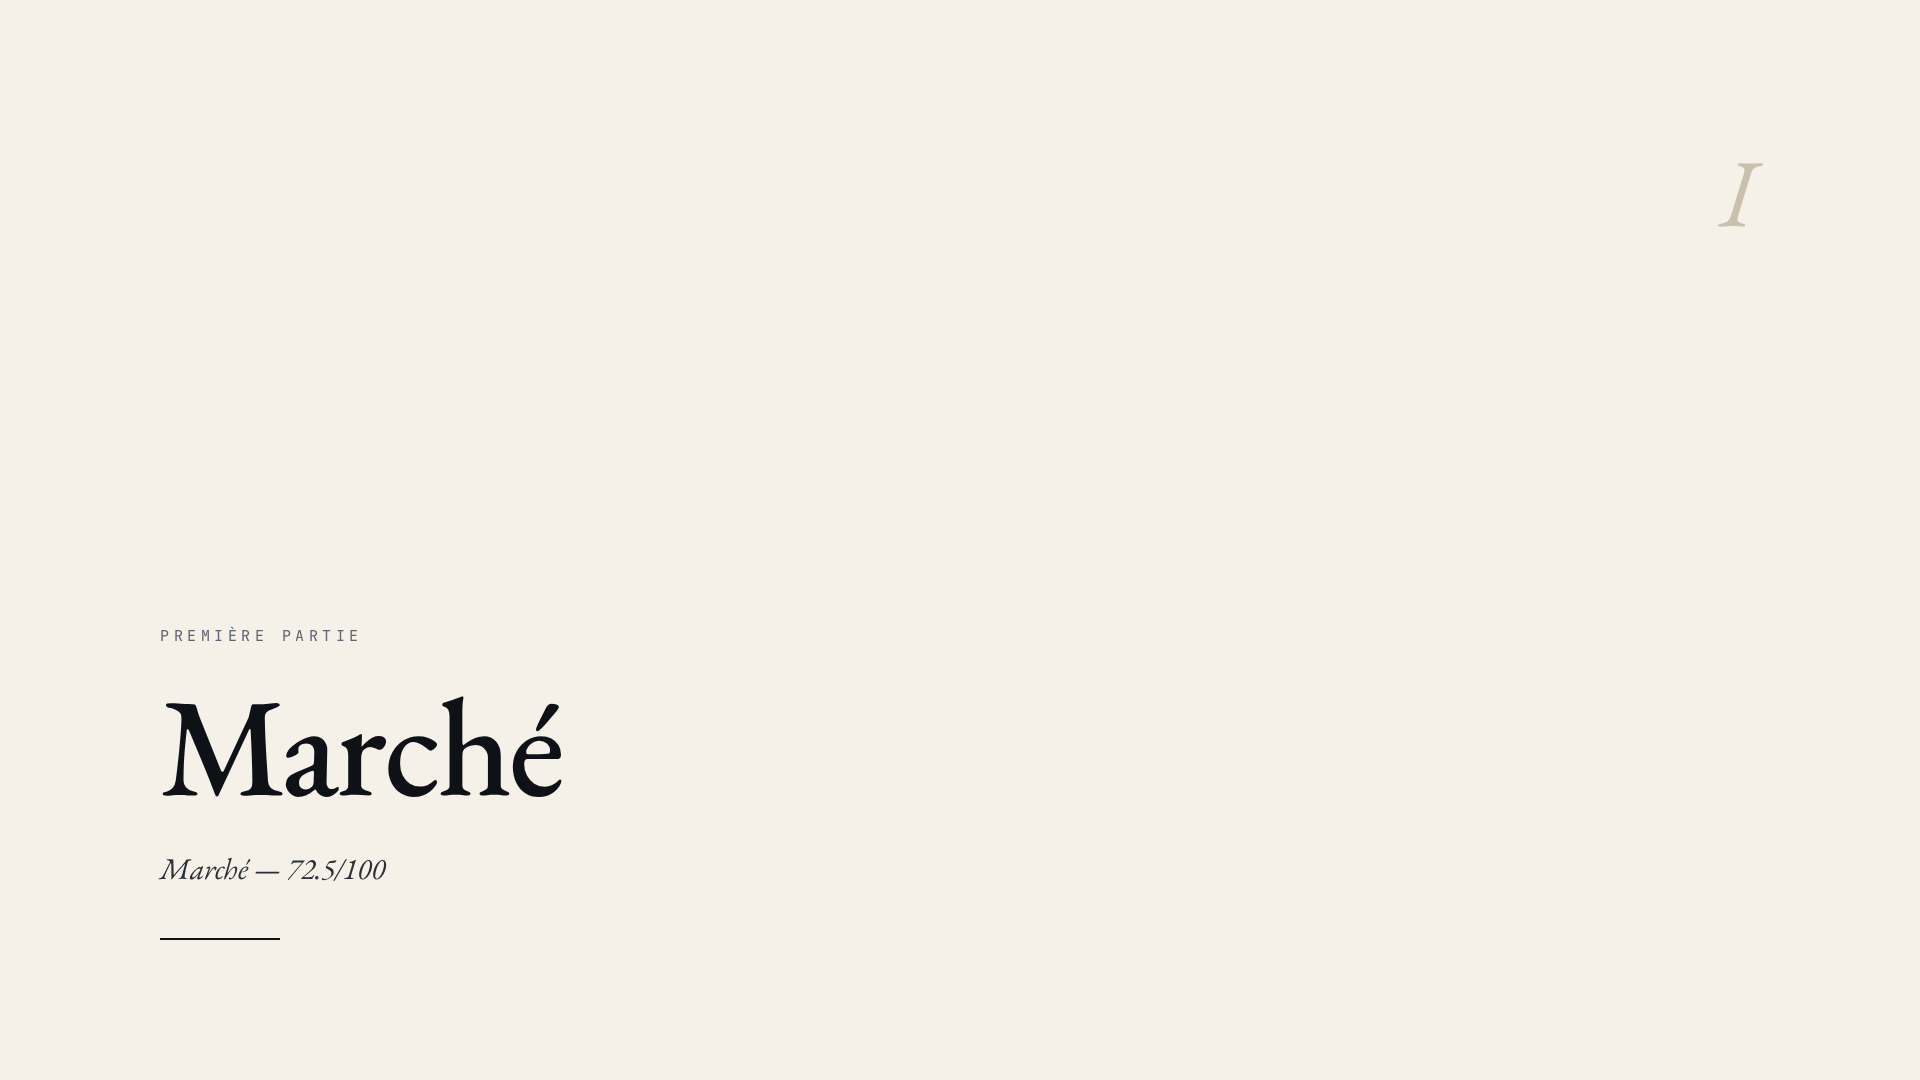 I
PREMIÈRE PARTIE
Marché
Marché — 72.5/100